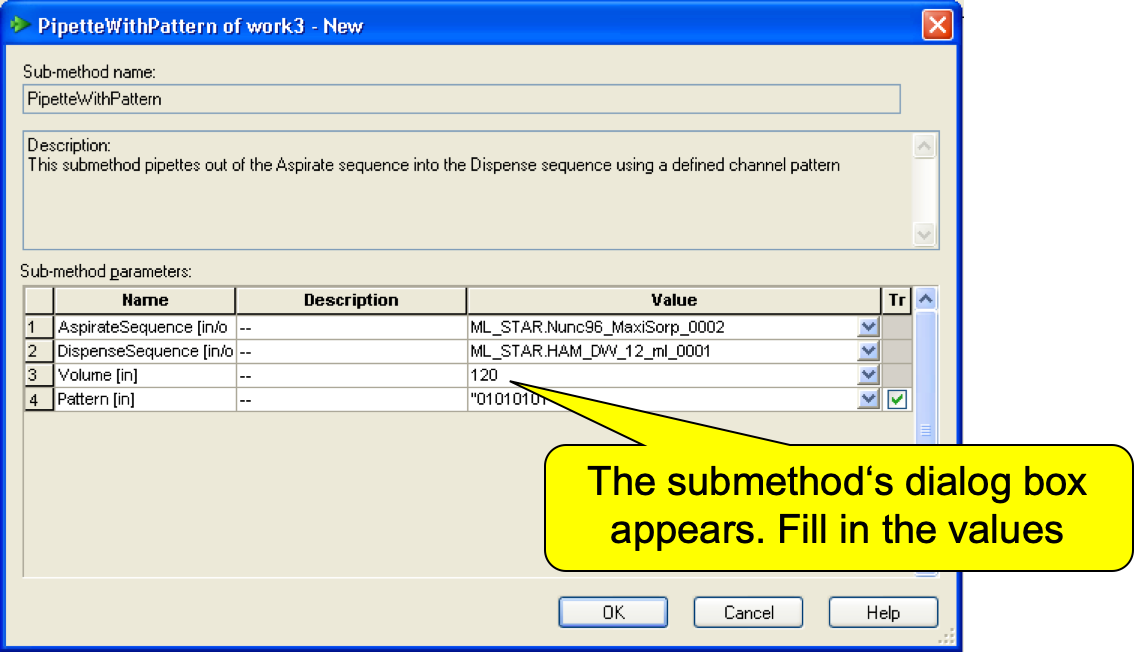 PipetteWithPattern of work3 - New
Sub-method name:
PipetteWithPattern
Description:
This submethod pipettes out of the Aspirate sequence into the Dispense sequence using a defined channel pattern
Sub-method parameters:
Name Description Value Tr
1 AspirateSequence [in/o -- ML_STAR.Nunc96_MaxiSorp_0002
2 DispenseSequence [in/o -- ML_STAR.HAM_DW_12_ml_0001
3 Volume [in] -- 120
4 Pattern [in] -- "01010101
The submethod‘s dialog box
appears. Fill in the values
OK Cancel Help